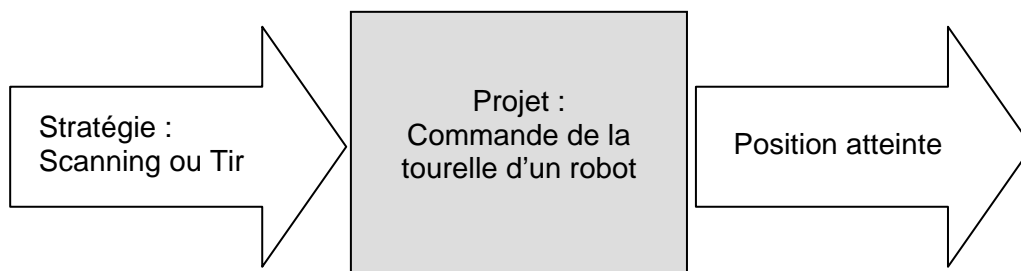 Stratégie :
Scanning ou Tir
Projet :
Commande de la
tourelle d'un robot
Position atteinte